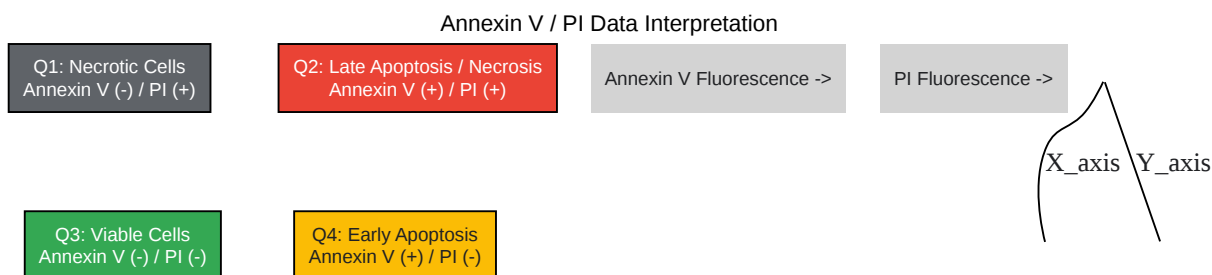 Annexin V / PI Data Interpretation
Q1: Necrotic Cells
Annexin V (-) / PI (+)
Q2: Late Apoptosis / Necrosis
Annexin V (+) / PI (+)
Annexin V Fluorescence ->
PI Fluorescence ->
X_axis
Y_axis
Q3: Viable Cells
Annexin V (-) / PI (-)
Q4: Early Apoptosis
Annexin V (+) / PI (-)